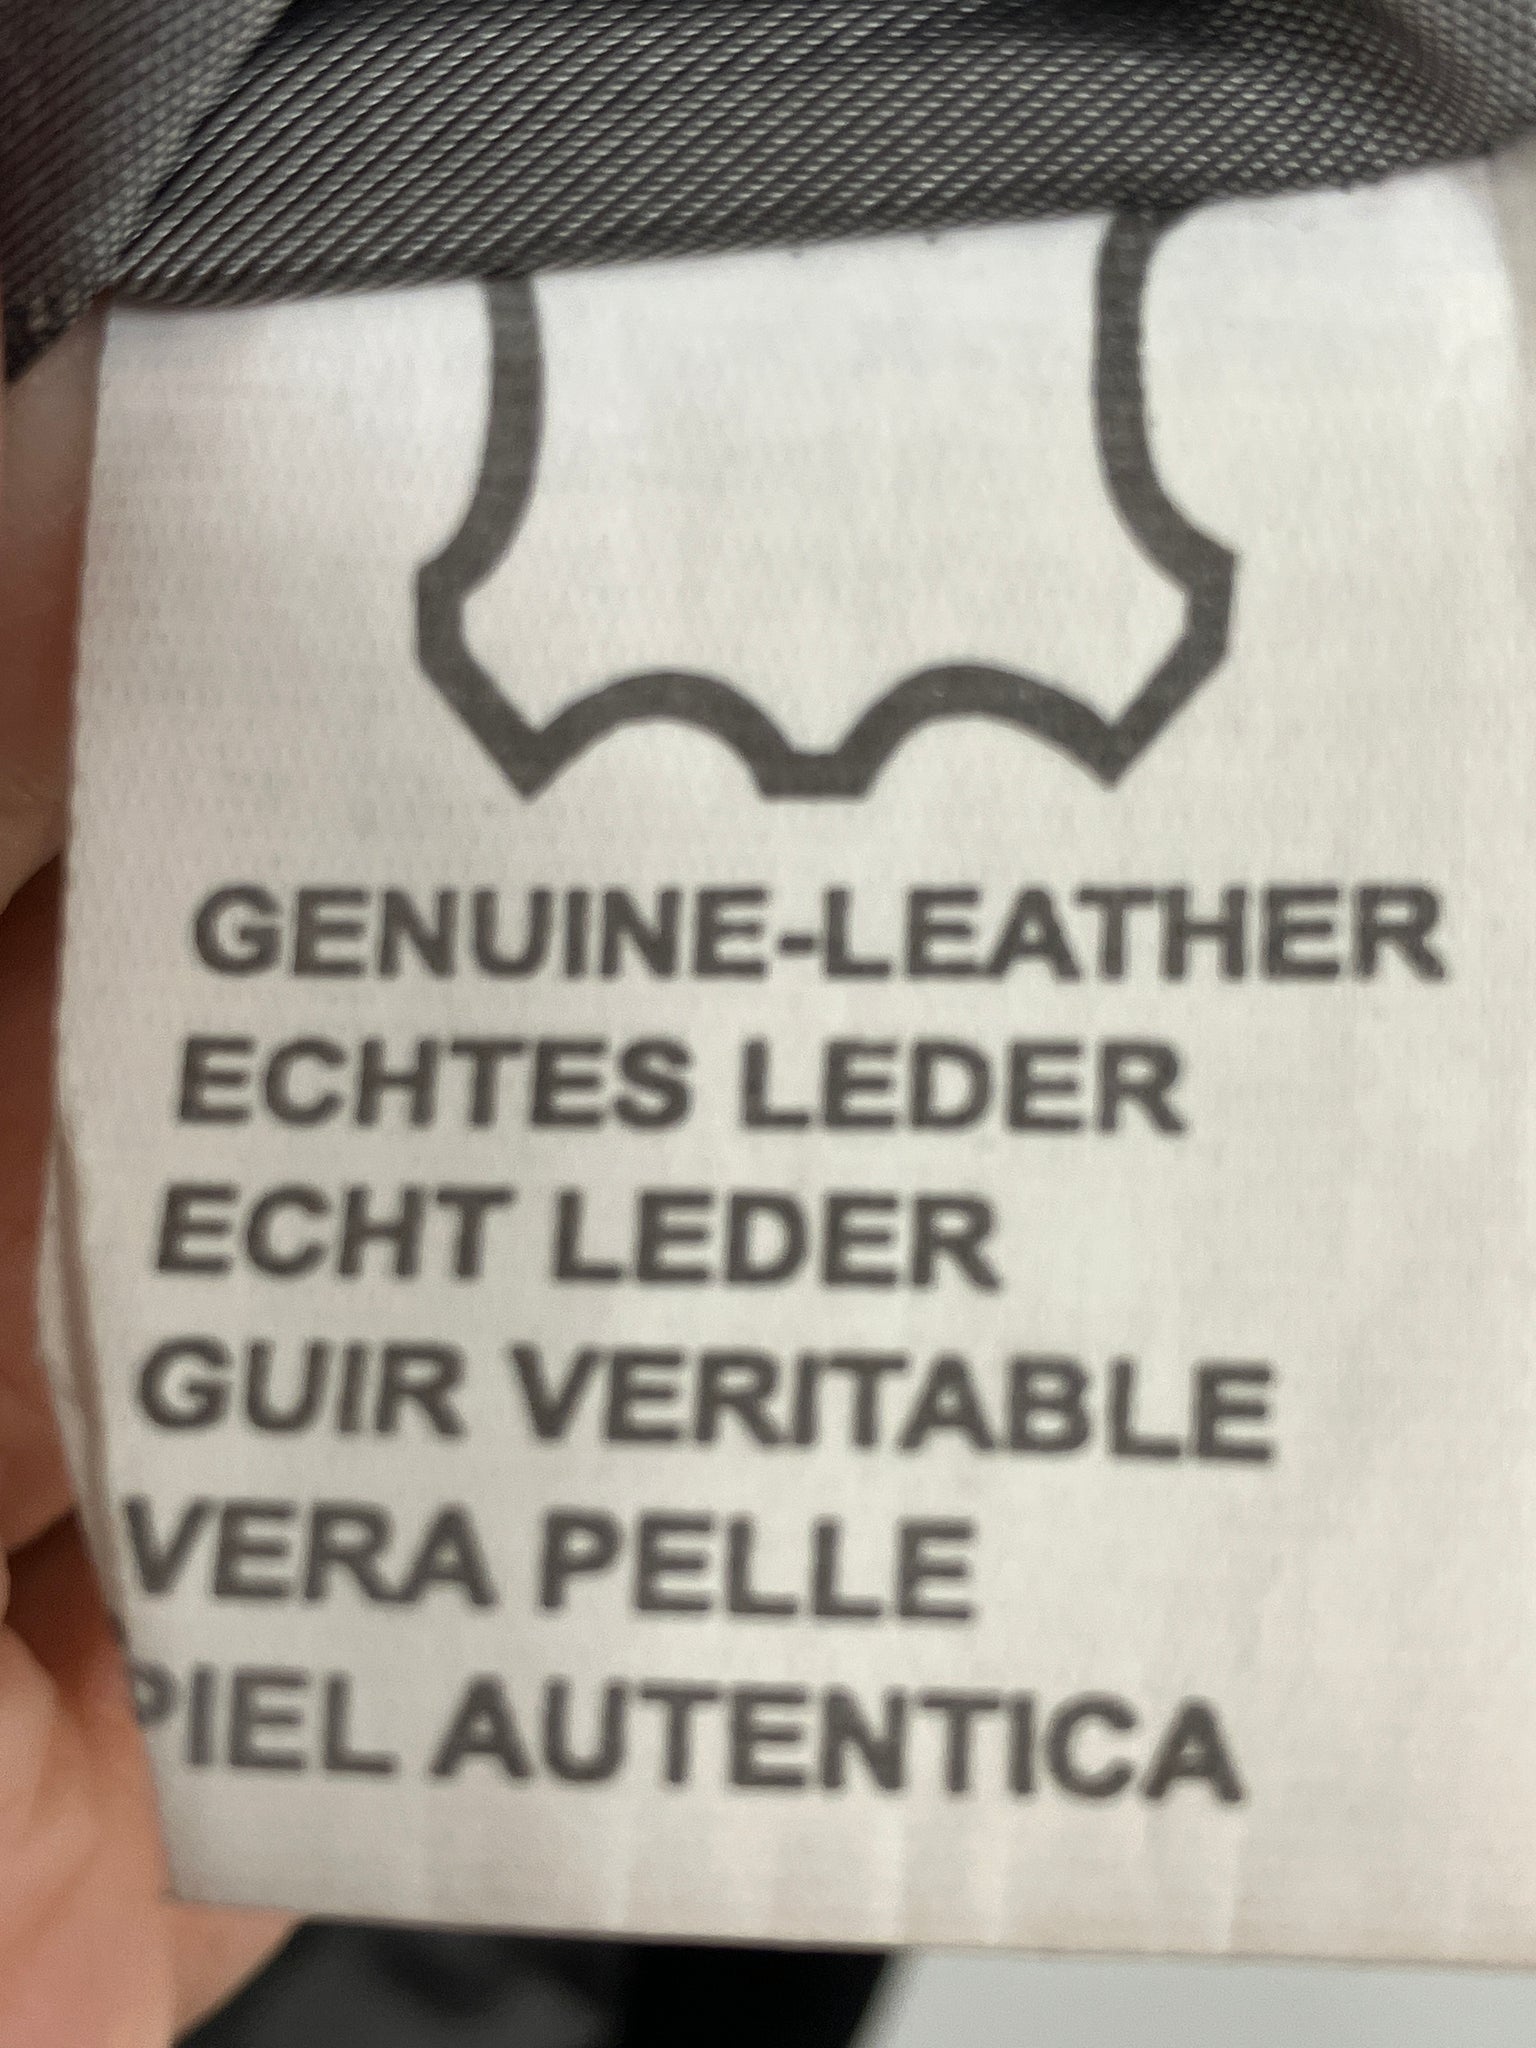 GENUINE-LEATHER
ECHTES LEDER
ECHT LEDER
GUIR VERITABLE
VERA PELLE
PIEL AUTENTICA